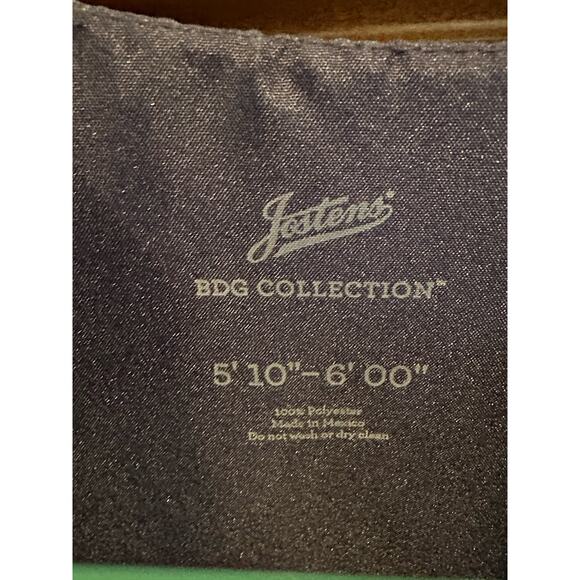 Jostens®
BDG COLLECTION™
5' 10"–6' 00"
100% Polyester
Made in Mexico
Do not wash or dry clean